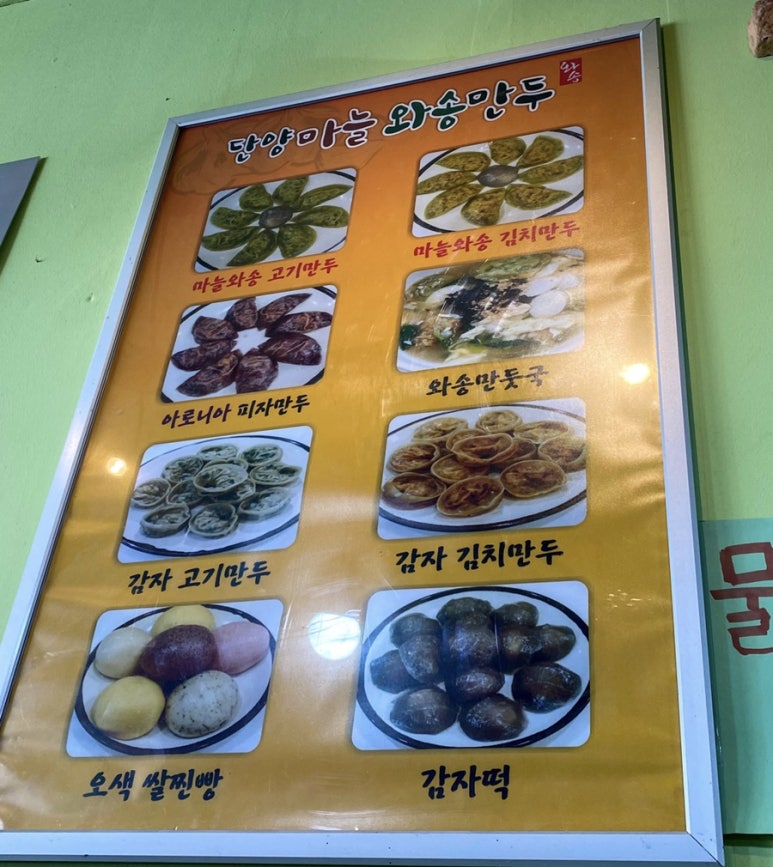 단양마늘 와송만두
와송
마늘와송 고기만두
마늘와송 김치만두
아로니아 피자만두
와송만둣국
감자 고기만두
감자 김치만두
오색 쌀찐빵
감자떡
물